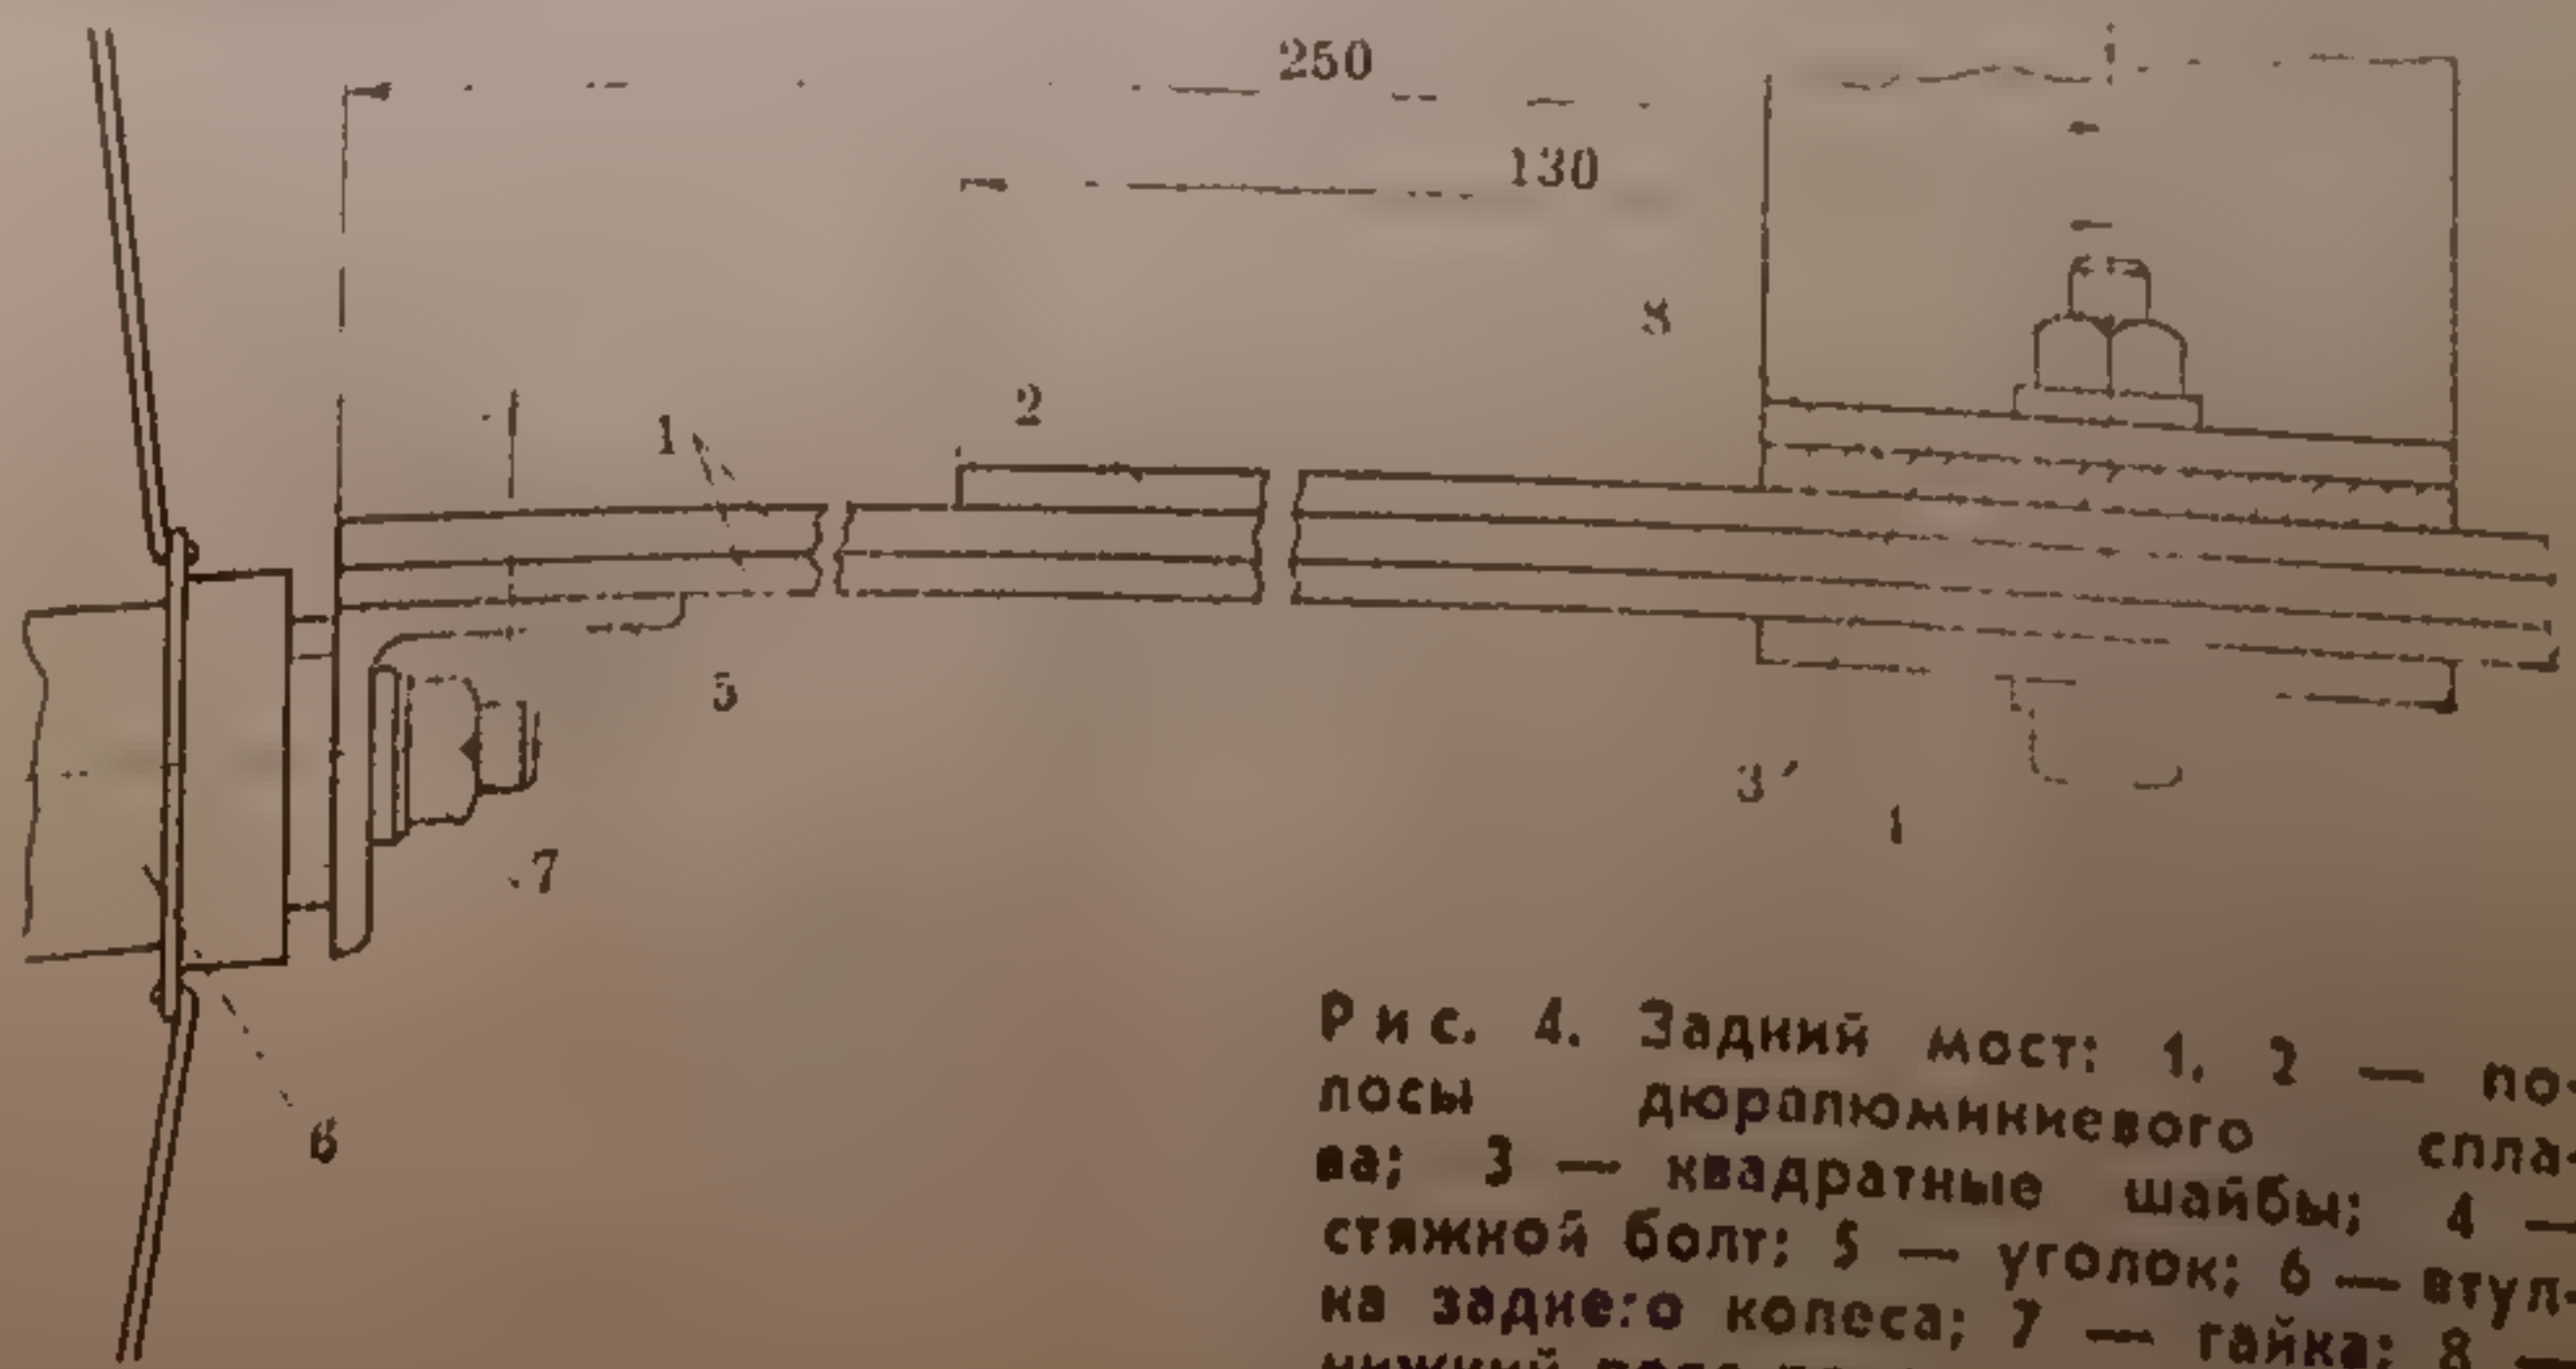 250
130
8
2
1
5
3
1
7
6
Рис. 4. Задний мост: 1, 2 — по-
лосы дюралюминиевого спла-
ва; 3 — квадратные шайбы; 4 —
стяжной болт; 5 — уголок; 6 — втул-
ка заднего колеса; 7 — гайка; 8 —